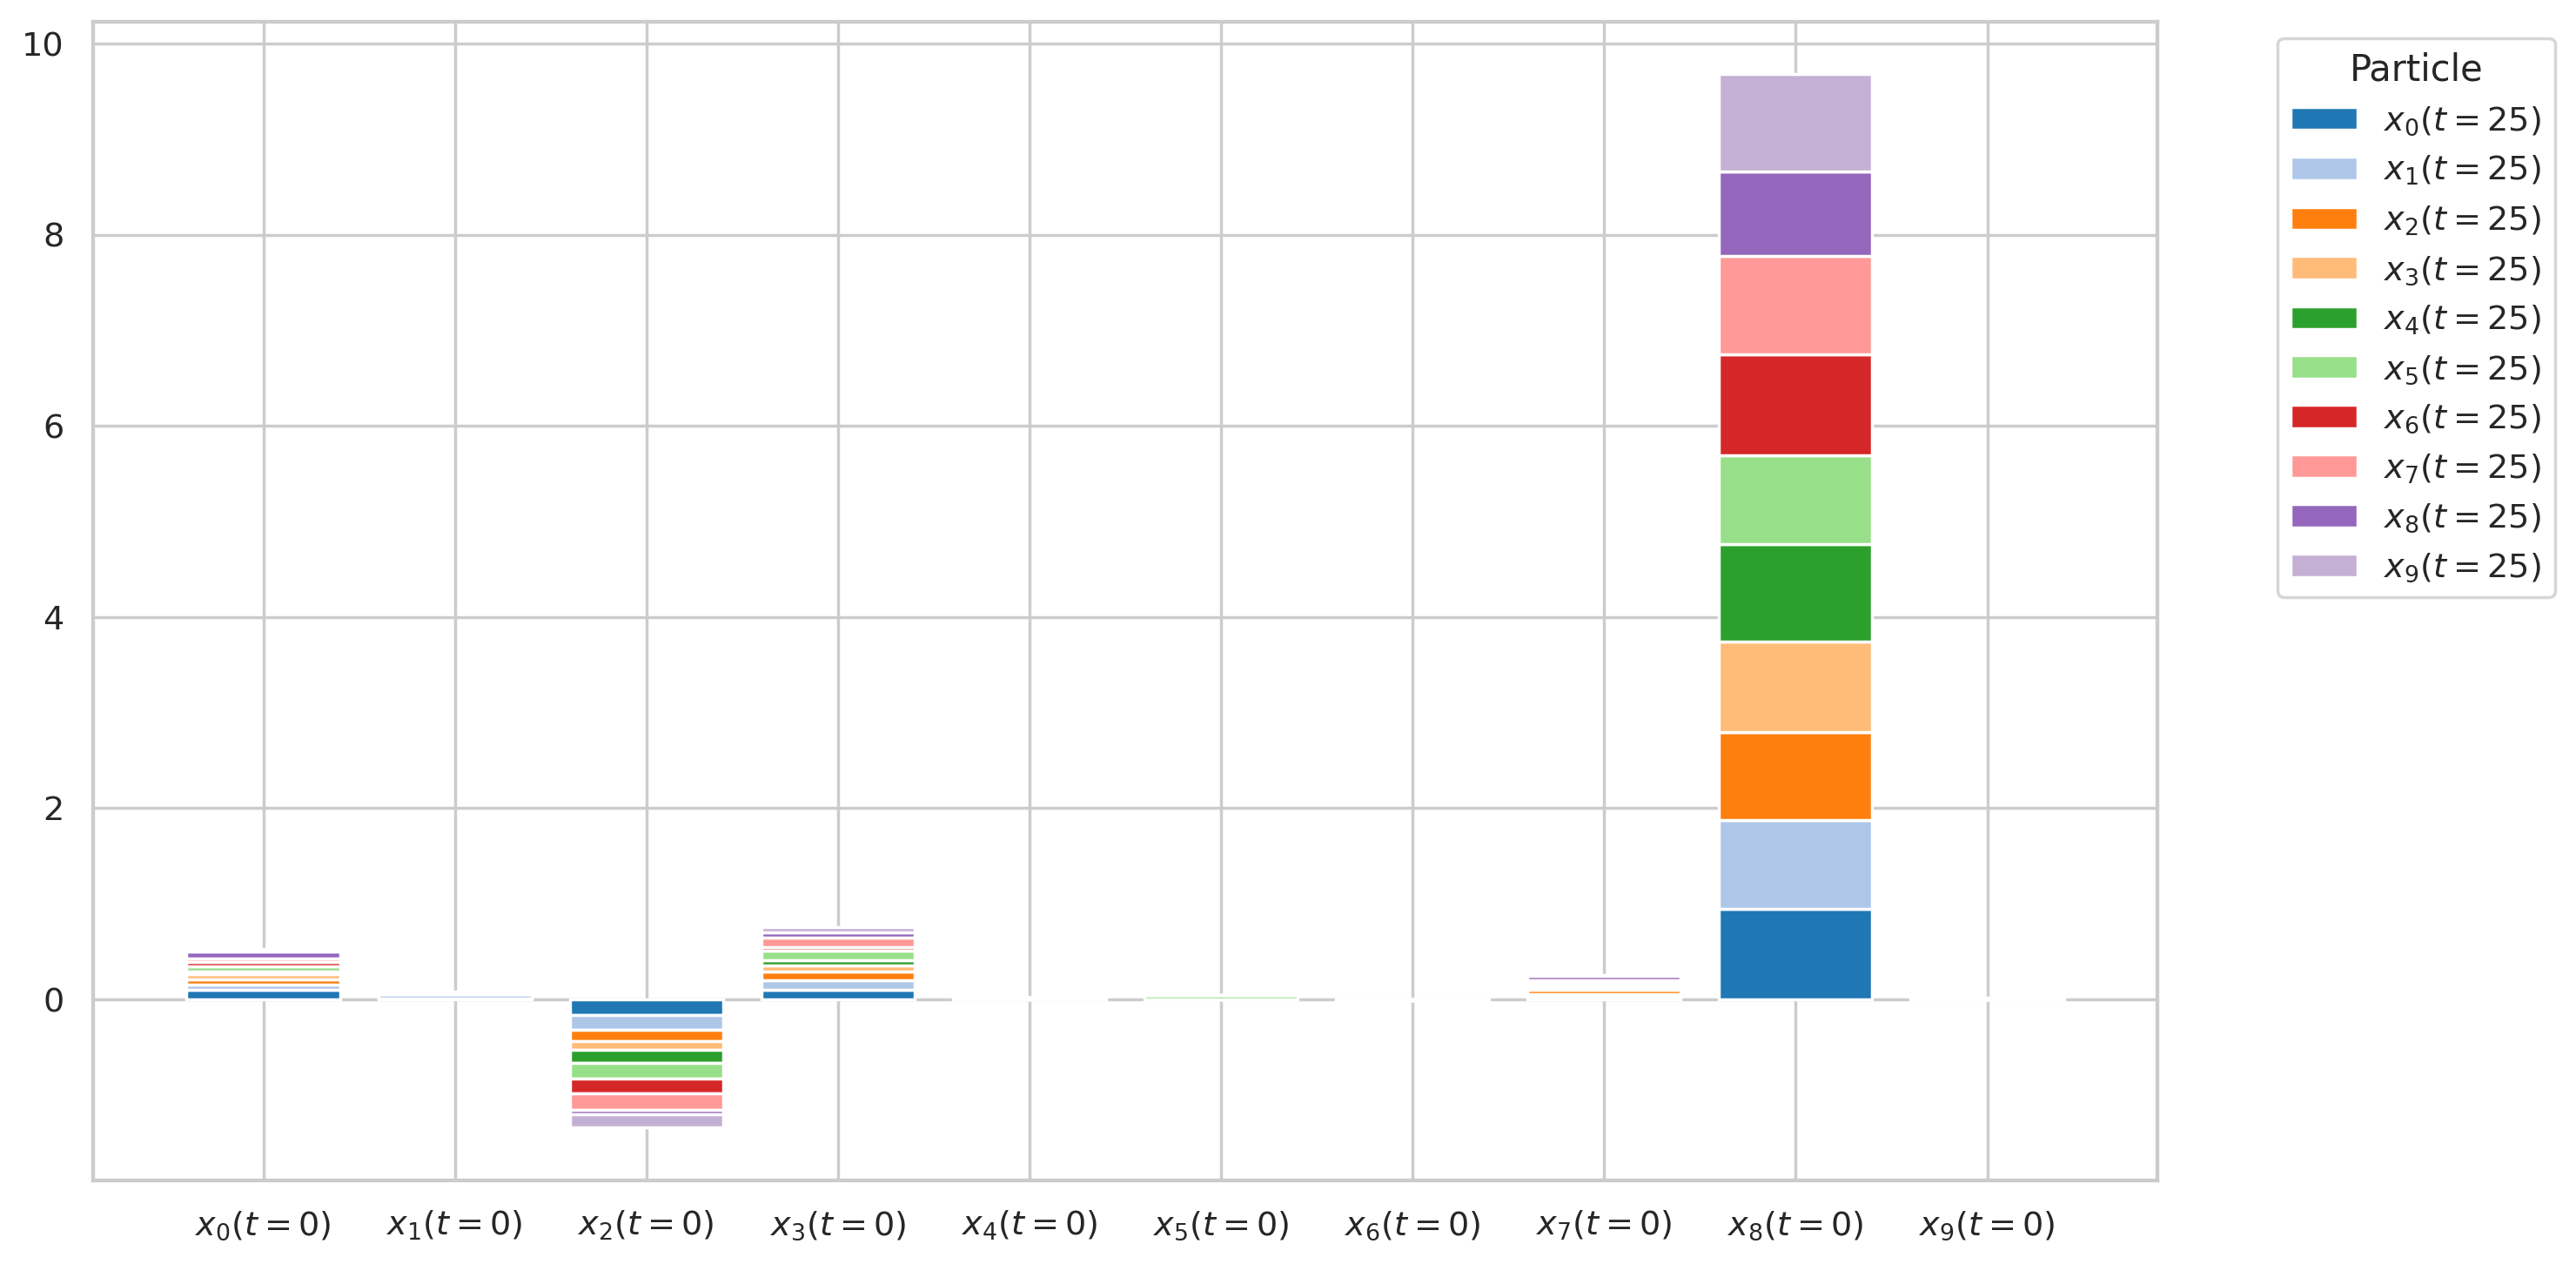 10
8
6
4
2
0
x₀(t = 0) x₁(t = 0) x₂(t = 0) x₃(t = 0) x₄(t = 0) x₅(t = 0) x₆(t = 0) x₇(t = 0) x₈(t = 0) x₉(t = 0)
Particle
x₀(t = 25)
x₁(t = 25)
x₂(t = 25)
x₃(t = 25)
x₄(t = 25)
x₅(t = 25)
x₆(t = 25)
x₇(t = 25)
x₈(t = 25)
x₉(t = 25)